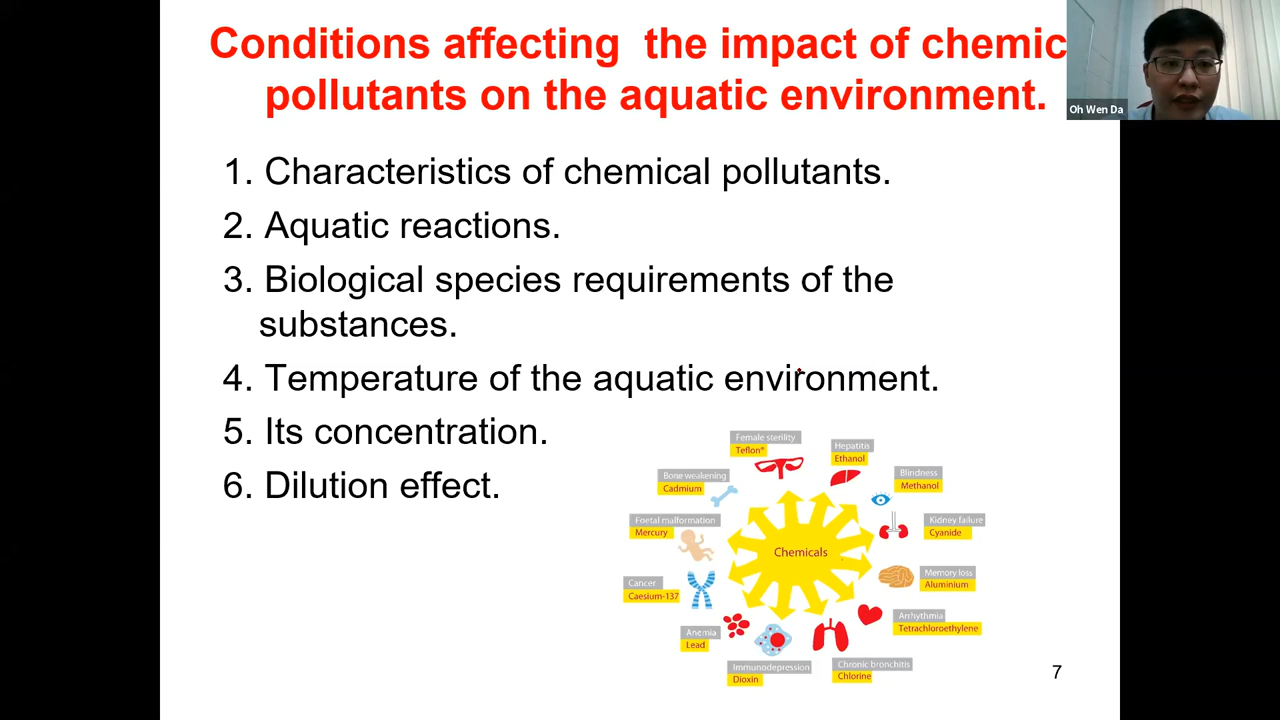 Conditions affecting the impact of chemic
pollutants on the aquatic environment.
Oh Wen Da
1. Characteristics of chemical pollutants.
2. Aquatic reactions.
3. Biological species requirements of the
substances.
4. Temperature of the aquatic environment.
5. Its concentration.
6. Dilution effect.
Female sterility
Teflon®
Hepatitis
Ethanol
Blindness
Methanol
Bone weakening
Cadmium
Foetal malformation
Mercury
Kidney failure
Cyanide
Chemicals
Memory loss
Aluminium
Cancer
Caesium-137
Arrhythmia
Tetrachloroethylene
Anemia
Lead
Immunodepression
Dioxin
Chronic bronchitis
Chlorine
7